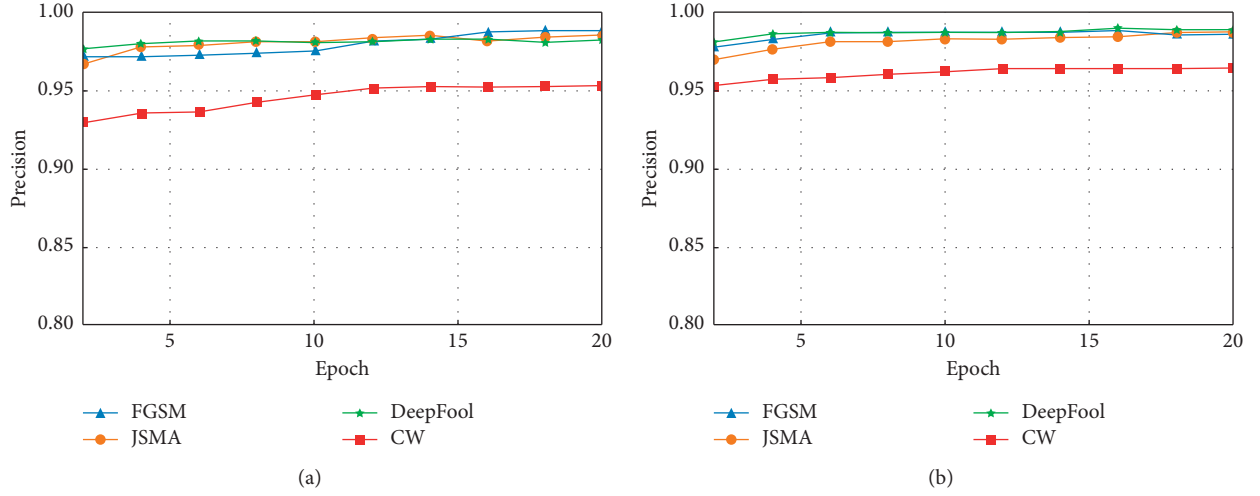 1.00
0.95
0.90
0.85
0.80
Precision
5
10
15
20
Epoch
FGSM
DeepFool
JSMA
CW
(a)
1.00
0.95
0.90
0.85
0.80
Precision
5
10
15
20
Epoch
FGSM
DeepFool
JSMA
CW
(b)